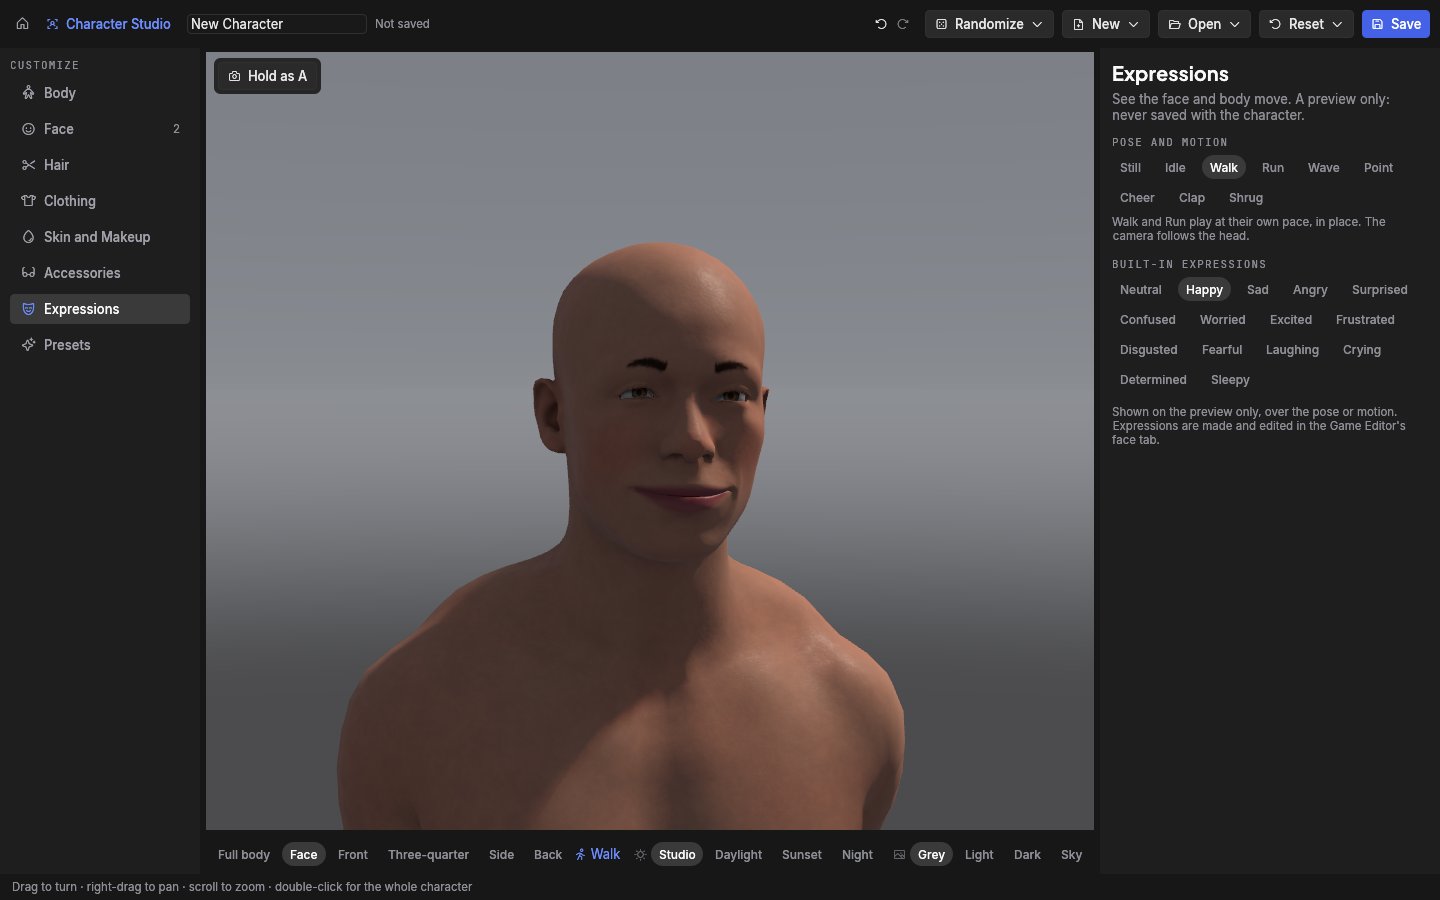 Character Studio
New Character
Not saved
Randomize
New
Open
Reset
Save
CUSTOMIZE
Body
Face 2
Hair
Clothing
Skin and Makeup
Accessories
Expressions
Presets
Hold as A
Expressions
See the face and body move. A preview only:
never saved with the character.
POSE AND MOTION
Still Idle Walk Run Wave Point
Cheer Clap Shrug
Walk and Run play at their own pace, in place. The
camera follows the head.
BUILT-IN EXPRESSIONS
Neutral Happy Sad Angry Surprised
Confused Worried Excited Frustrated
Disgusted Fearful Laughing Crying
Determined Sleepy
Shown on the preview only, over the pose or motion.
Expressions are made and edited in the Game Editor's
face tab.
Full body Face Front Three-quarter Side Back Walk Studio Daylight Sunset Night Grey Light Dark Sky
Drag to turn · right-drag to pan · scroll to zoom · double-click for the whole character